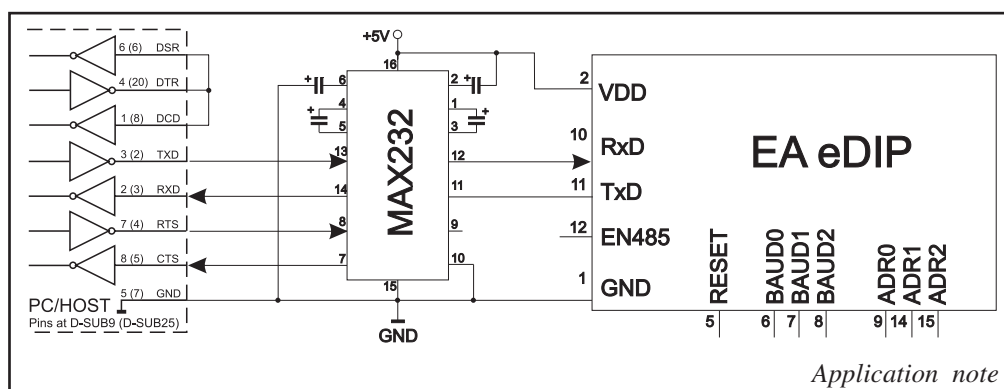 6 (6) DSR
4 (20) DTR
1 (8) DCD
3 (2) TXD
2 (3) RXD
7 (4) RTS
8 (5) CTS
5 (7) GND
PC/HOST
Pins at D-SUB9 (D-SUB25)
+5V
16
+ 6
2 +
+ 4
5
1 +
3
13
12
14
11
8
9
7
10
15
MAX232
GND
2 VDD
10 RxD
11 TxD
12 EN485
1 GND
EA eDIP
RESET
BAUD0
BAUD1
BAUD2
ADR0
ADR1
ADR2
5 6 7 8 9 14 15
Application note